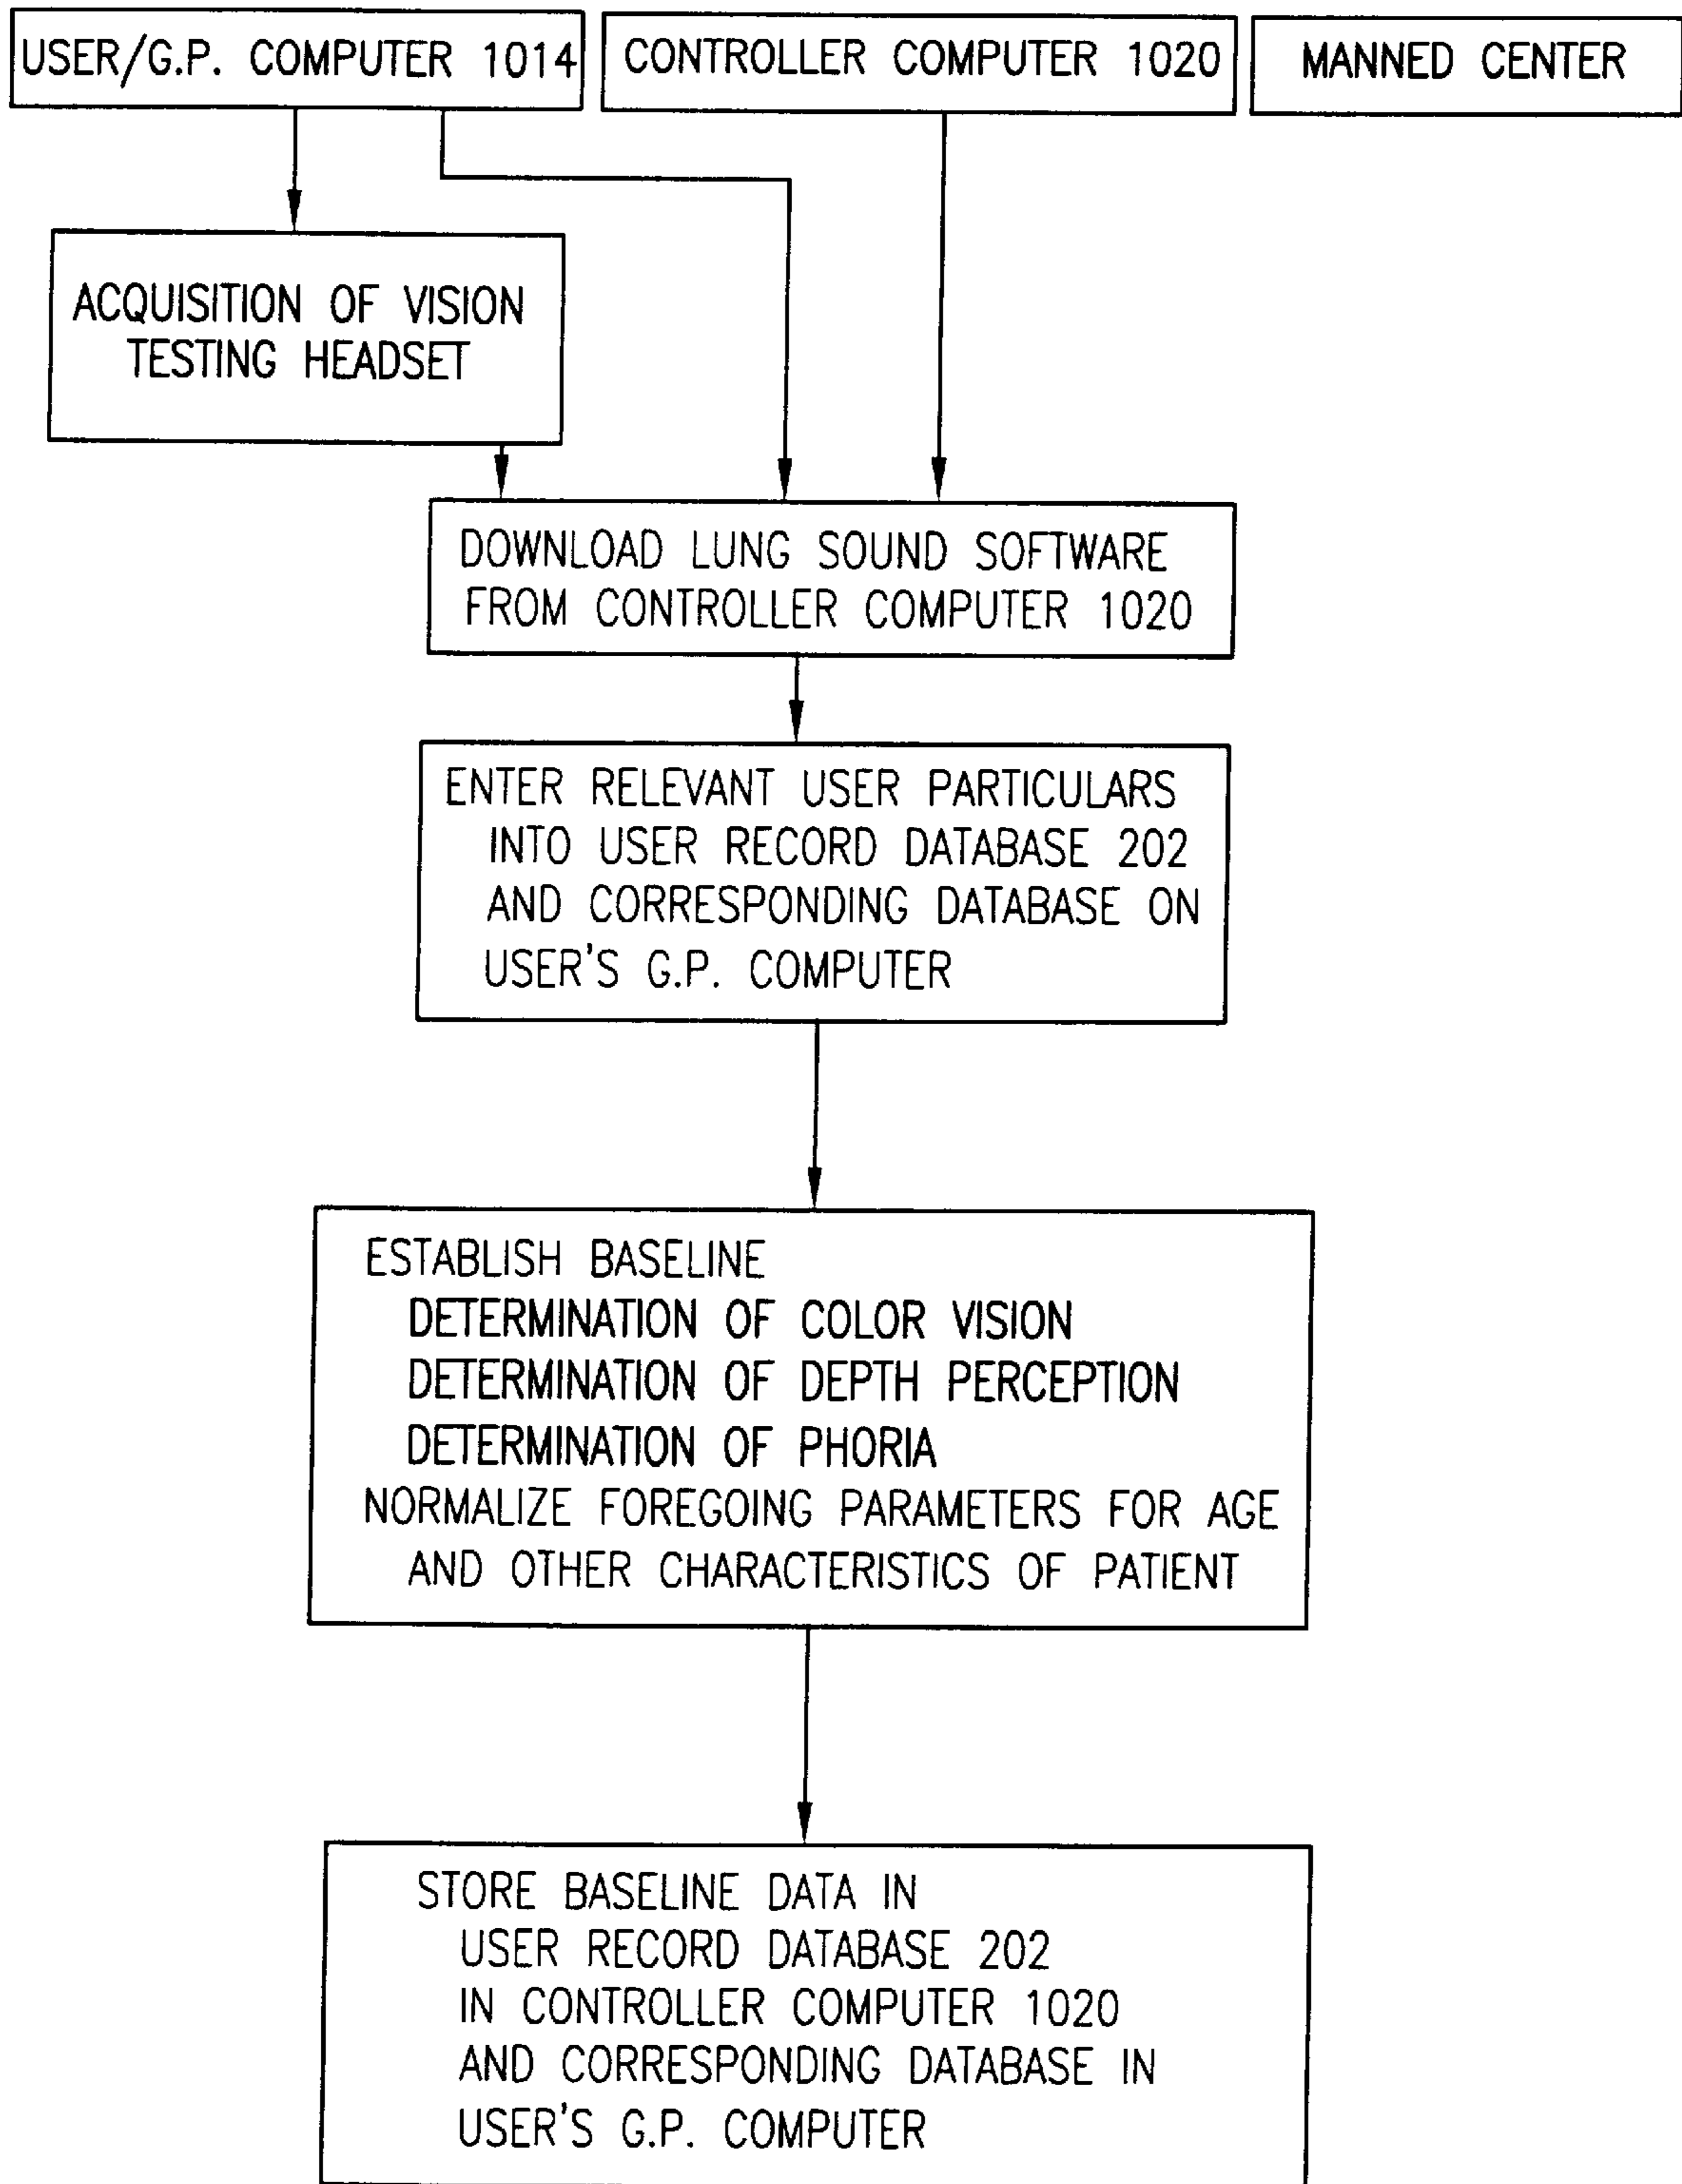 USER/G.P. COMPUTER 1014
CONTROLLER COMPUTER 1020
MANNED CENTER
ACQUISITION OF VISION
TESTING HEADSET
DOWNLOAD LUNG SOUND SOFTWARE
FROM CONTROLLER COMPUTER 1020
ENTER RELEVANT USER PARTICULARS
INTO USER RECORD DATABASE 202
AND CORRESPONDING DATABASE ON
USER'S G.P. COMPUTER
ESTABLISH BASELINE
DETERMINATION OF COLOR VISION
DETERMINATION OF DEPTH PERCEPTION
DETERMINATION OF PHORIA
NORMALIZE FOREGOING PARAMETERS FOR AGE
AND OTHER CHARACTERISTICS OF PATIENT
STORE BASELINE DATA IN
USER RECORD DATABASE 202
IN CONTROLLER COMPUTER 1020
AND CORRESPONDING DATABASE IN
USER'S G.P. COMPUTER